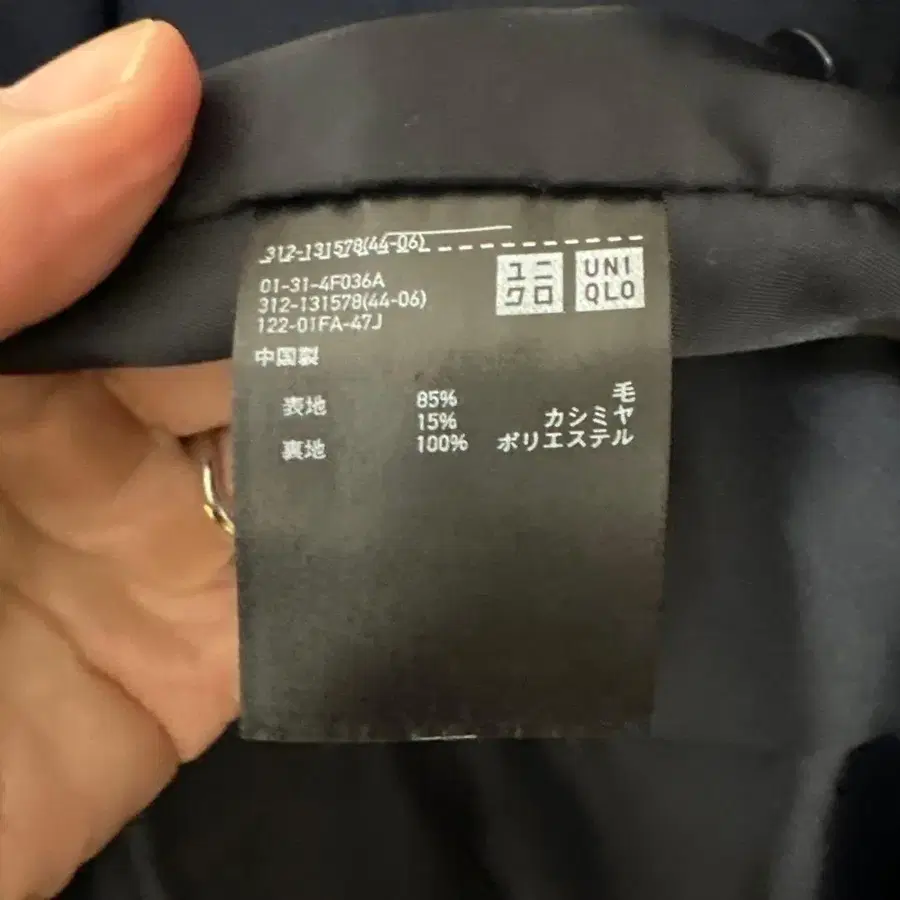 312-131578(44-06)
ユニクロ
UNIQLO
01-31-4F036A
312-131578(44-06)
122-01FA-47J
中国製
表地 85% 毛
15% カシミヤ
裏地 100% ポリエステル